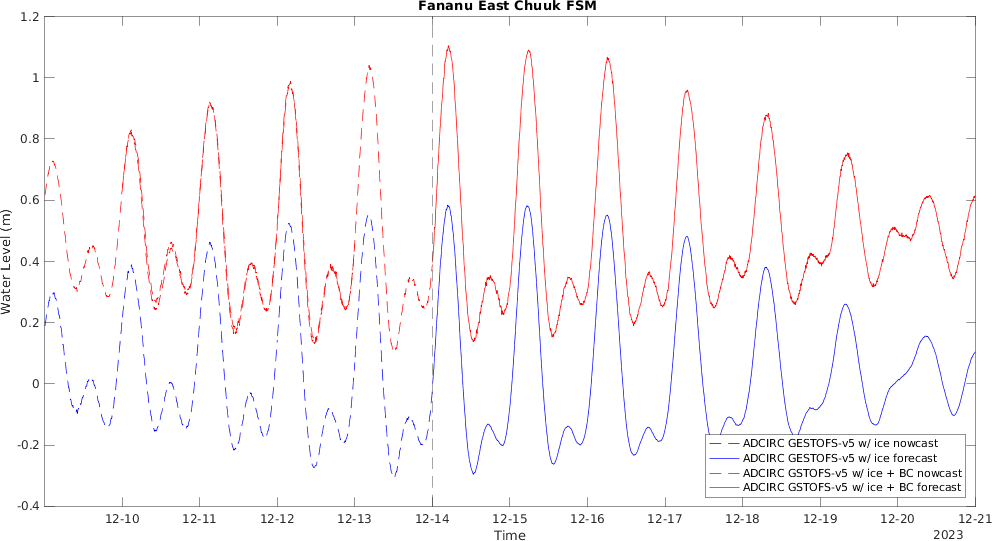 Fananu East Chuuk FSM
1.2
1
0.8
0.6
0.4
0.2
0
-0.2
-0.4
Water Level (m)
ADCIRC GESTOFS-v5 w/ ice nowcast
ADCIRC GESTOFS-v5 w/ ice forecast
ADCIRC GSTOFS-v5 w/ ice + BC nowcast
ADCIRC GSTOFS-v5 w/ ice + BC forecast
12-10 12-11 12-12 12-13 12-14 12-15 12-16 12-17 12-18 12-19 12-20 12-21
Time
2023